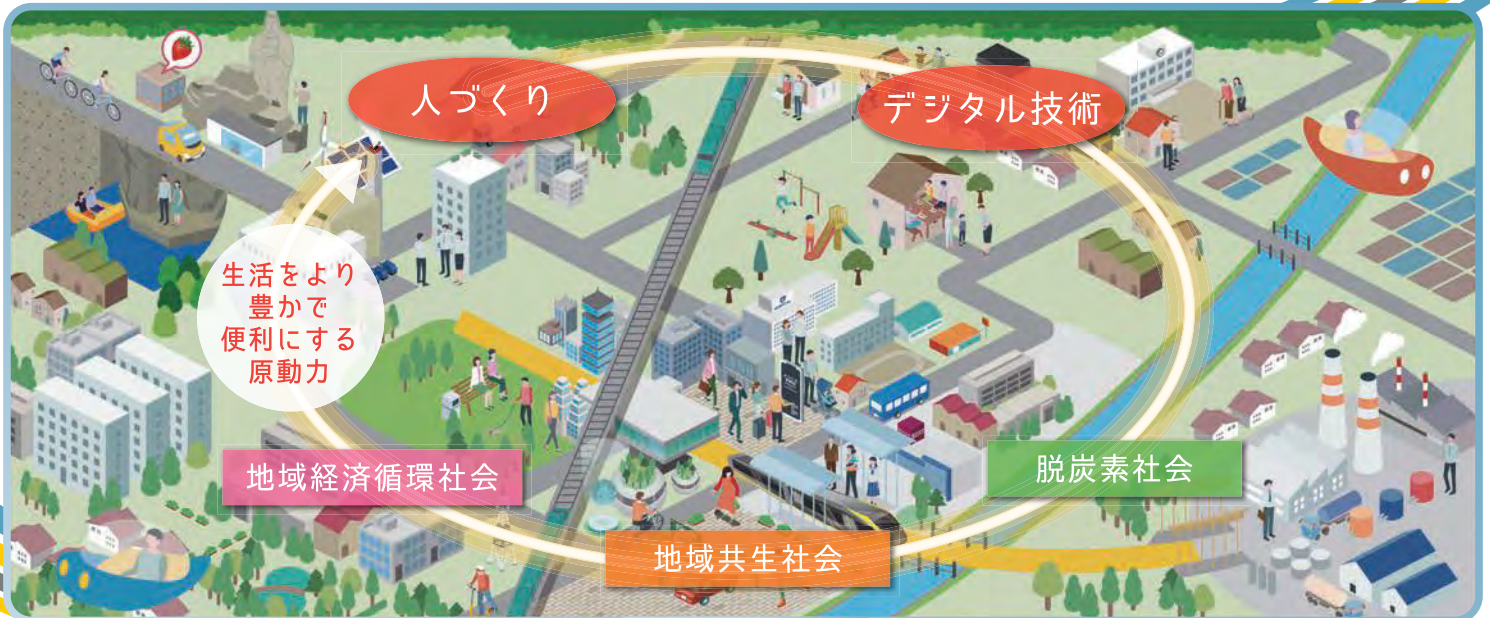 人づくり
デジタル技術
生活をより
豊かで
便利にする
原動力
地域経済循環社会
脱炭素社会
地域共生社会